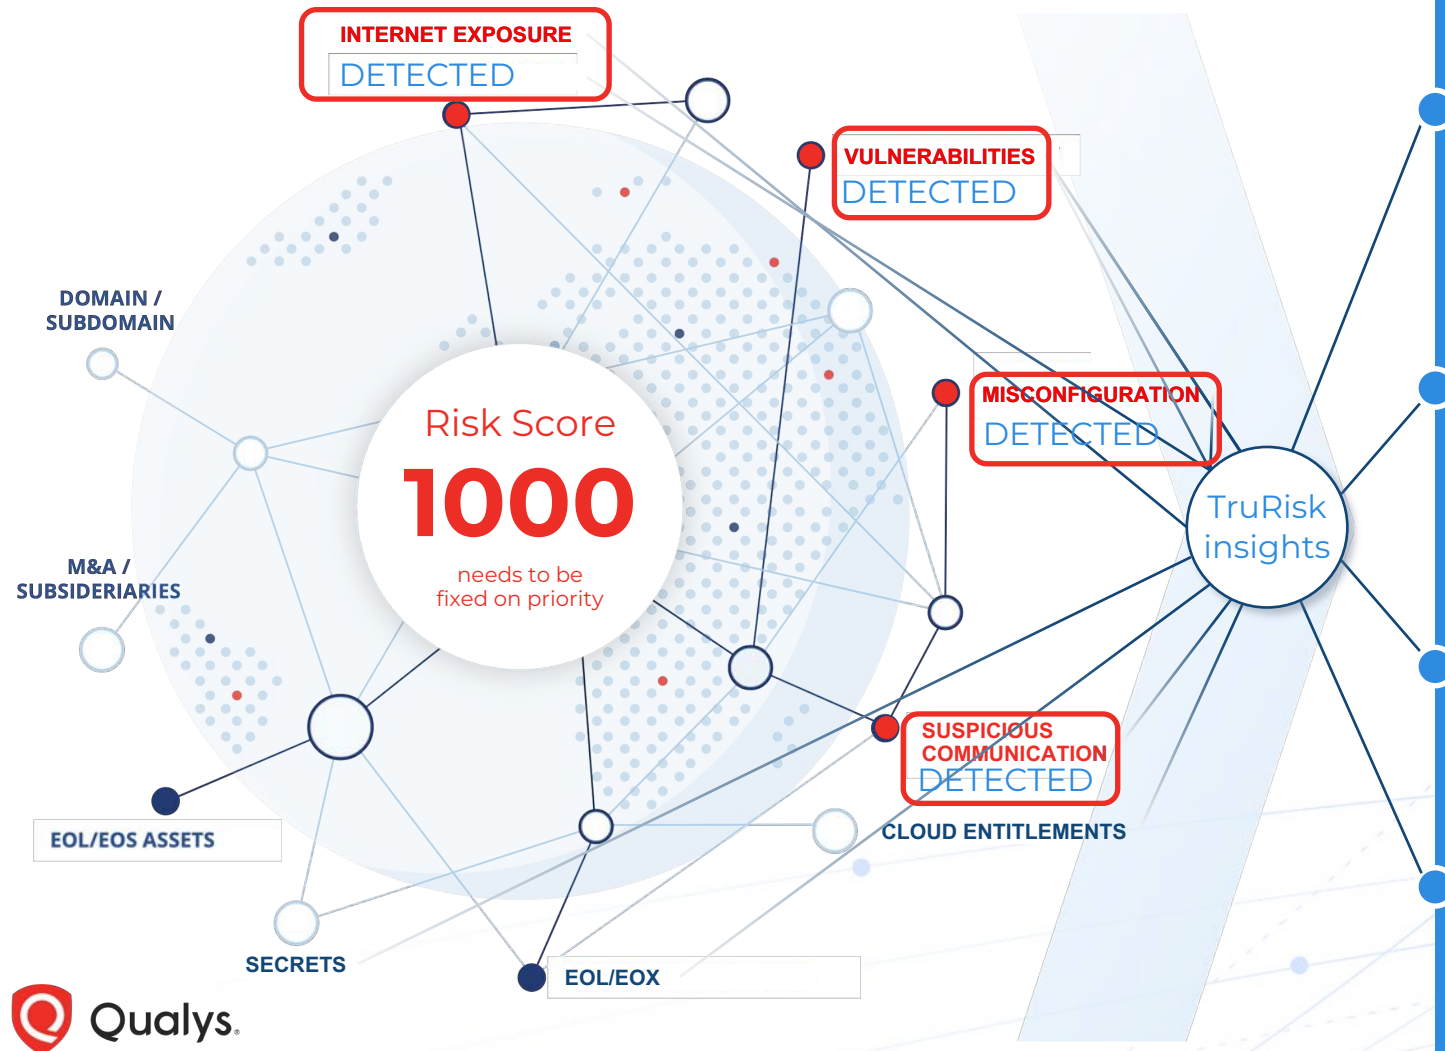 INTERNET EXPOSURE
DETECTED
VULNERABILITIES
DETECTED
DOMAIN /
SUBDOMAIN
MISCONFIGURATION
DETECTED
Risk Score
1000
needs to be
fixed on priority
TruRisk
insights
M&A /
SUBSIDERIARIES
SUSPICIOUS
COMMUNICATION
DETECTED
EOL/EOS ASSETS
CLOUD ENTITLEMENTS
SECRETS
EOL/EOX
Qualys.